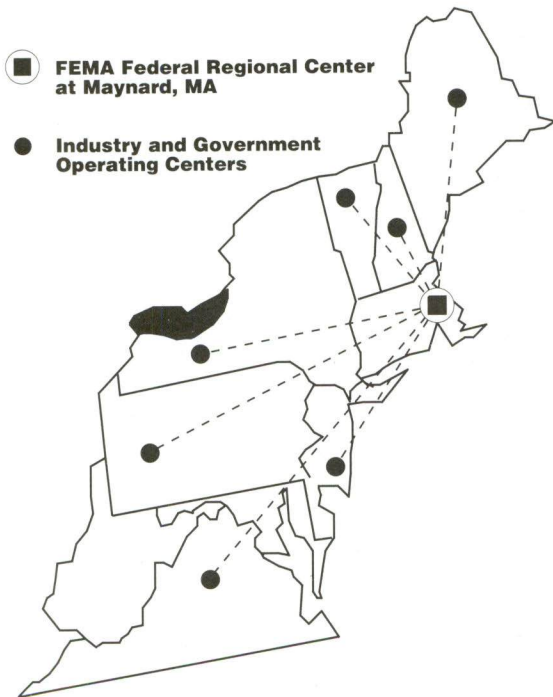 FEMA Federal Regional Center
at Maynard, MA
Industry and Government
Operating Centers